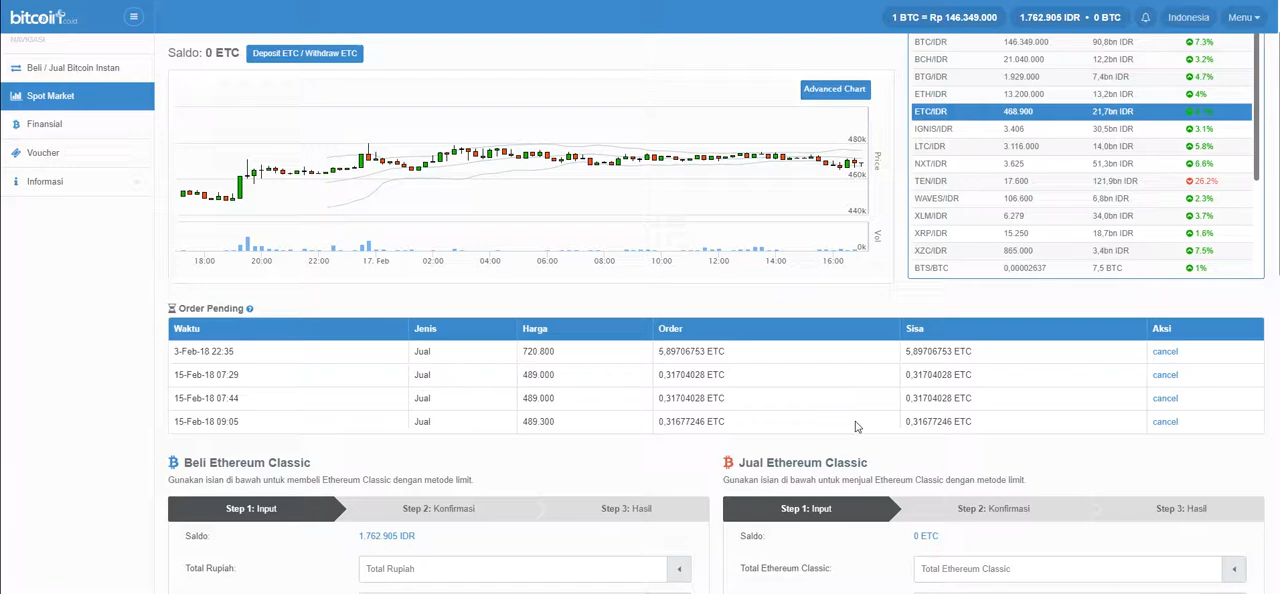 bitcoin.co.id
1 BTC = Rp 146.349.000
1.762.905 IDR • 0 BTC
Indonesia
Menu
NAVIGASI
Beli / Jual Bitcoin Instan
Spot Market
Finansial
Voucher
Informasi
Saldo: 0 ETC
Deposit ETC / Withdraw ETC
Advanced Chart
480k
460k
440k
Price
0k
Vol
18:00 20:00 22:00 17. Feb 02:00 04:00 06:00 08:00 10:00 12:00 14:00 16:00
BTC/IDR 146.349.000 90,8bn IDR 7.3%
BCH/IDR 21.040.000 12,2bn IDR 3.2%
BTG/IDR 1.929.000 7,4bn IDR 4.7%
ETH/IDR 13.200.000 13,2bn IDR 4%
ETC/IDR 468.900 21,7bn IDR
IGNIS/IDR 3.406 30,5bn IDR 3.1%
LTC/IDR 3.116.000 14,0bn IDR 5.8%
NXT/IDR 3.625 51,3bn IDR 6.6%
TEN/IDR 17.600 121,9bn IDR 26.2%
WAVES/IDR 106.600 6,8bn IDR 2.3%
XLM/IDR 6.279 34,0bn IDR 3.7%
XRP/IDR 15.250 18,7bn IDR 1.6%
XZC/IDR 865.000 3,4bn IDR 7.5%
BTS/BTC 0,00002637 7,5 BTC 1%
Order Pending
Waktu Jenis Harga Order Sisa Aksi
3-Feb-18 22:35 Jual 720.800 5,89706753 ETC 5,89706753 ETC cancel
15-Feb-18 07:29 Jual 489.000 0,31704028 ETC 0,31704028 ETC cancel
15-Feb-18 07:44 Jual 489.000 0,31704028 ETC 0,31704028 ETC cancel
15-Feb-18 09:05 Jual 489.300 0,31677246 ETC 0,31677246 ETC cancel
Beli Ethereum Classic
Gunakan isian di bawah untuk membeli Ethereum Classic dengan metode limit.
Step 1: Input Step 2: Konfirmasi Step 3: Hasil
Saldo: 1.762.905 IDR
Total Rupiah: Total Rupiah
Jual Ethereum Classic
Gunakan isian di bawah untuk menjual Ethereum Classic dengan metode limit.
Step 1: Input Step 2: Konfirmasi Step 3: Hasil
Saldo: 0 ETC
Total Ethereum Classic: Total Ethereum Classic